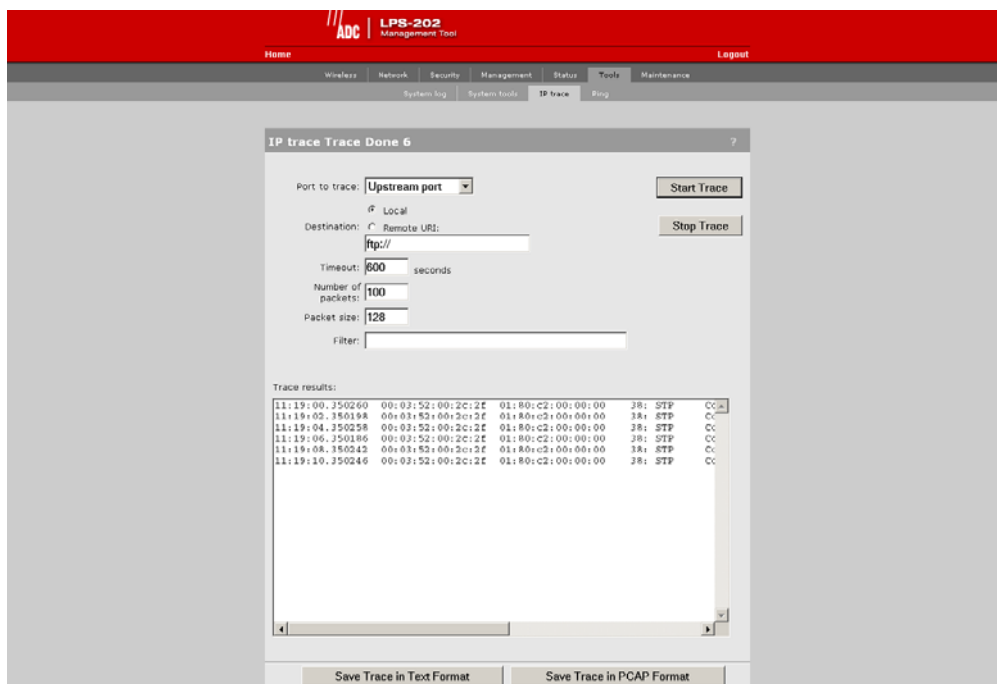 ADC LPS-202
Management Tool
Home Logout
Wireless Network Security Management Status Tools Maintenance
System log System tools IP trace Ping
IP trace Trace Done 6 ?
Port to trace: Upstream port Start Trace
Local
Destination: Remote URI: Stop Trace
ftp://
Timeout: 600 seconds
Number of packets: 100
Packet size: 128
Filter:
Trace results:
11:19:00.350260 00:03:52:00:2c:2f 01:80:c2:00:00:00 38: STP Co
11:19:02.350198 00:03:52:00:2c:2f 01:80:c2:00:00:00 38: STP Co
11:19:04.350258 00:03:52:00:2c:2f 01:80:c2:00:00:00 38: STP Co
11:19:06.350186 00:03:52:00:2c:2f 01:80:c2:00:00:00 38: STP Co
11:19:08.350242 00:03:52:00:2c:2f 01:80:c2:00:00:00 38: STP Co
11:19:10.350246 00:03:52:00:2c:2f 01:80:c2:00:00:00 38: STP Co
Save Trace in Text Format Save Trace in PCAP Format